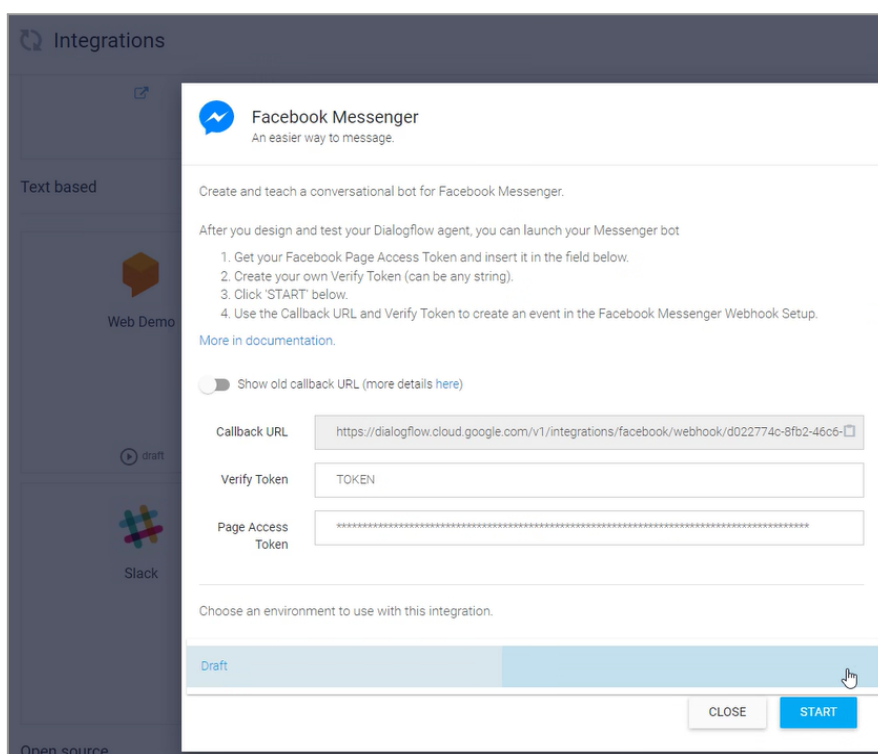 Integrations
Text based
Web Demo
draft
Slack
Open source
Facebook Messenger
An easier way to message.
Create and teach a conversational bot for Facebook Messenger.
After you design and test your Dialogflow agent, you can launch your Messenger bot
1. Get your Facebook Page Access Token and insert it in the field below.
2. Create your own Verify Token (can be any string).
3. Click 'START' below.
4. Use the Callback URL and Verify Token to create an event in the Facebook Messenger Webhook Setup.
More in documentation.
Show old callback URL (more details here)
Callback URL https://dialogflow.cloud.google.com/v1/integrations/facebook/webhook/d022774c-8fb2-46c6-
Verify Token TOKEN
Page Access
Token
Choose an environment to use with this integration.
Draft
CLOSE START